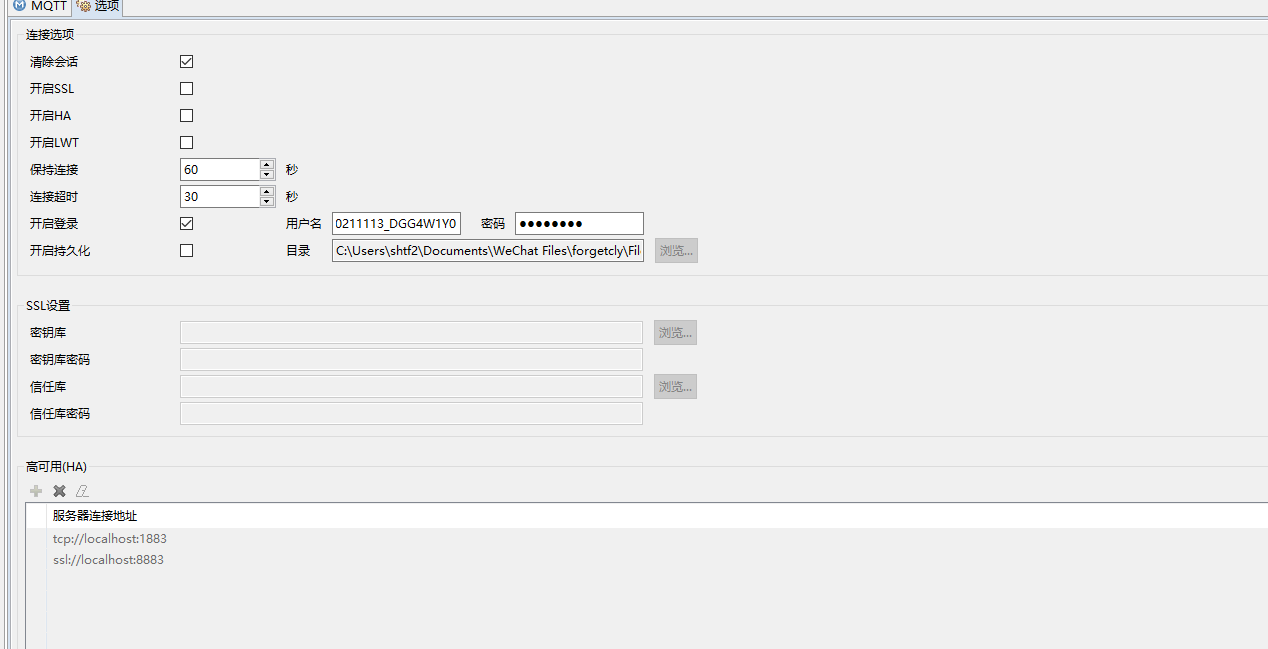 MQTT 选项
连接选项
清除会话
开启SSL
开启HA
开启LWT
保持连接 60 秒
连接超时 30 秒
开启登录 用户名 0211113_DGG4W1Y0 密码 ●●●●●●●●
开启持久化 目录 C:\Users\shtf2\Documents\WeChat Files\forgetcly\Fil 浏览...
SSL设置
密钥库 浏览...
密钥库密码
信任库 浏览...
信任库密码
高可用(HA)
服务器连接地址
tcp://localhost:1883
ssl://localhost:8883